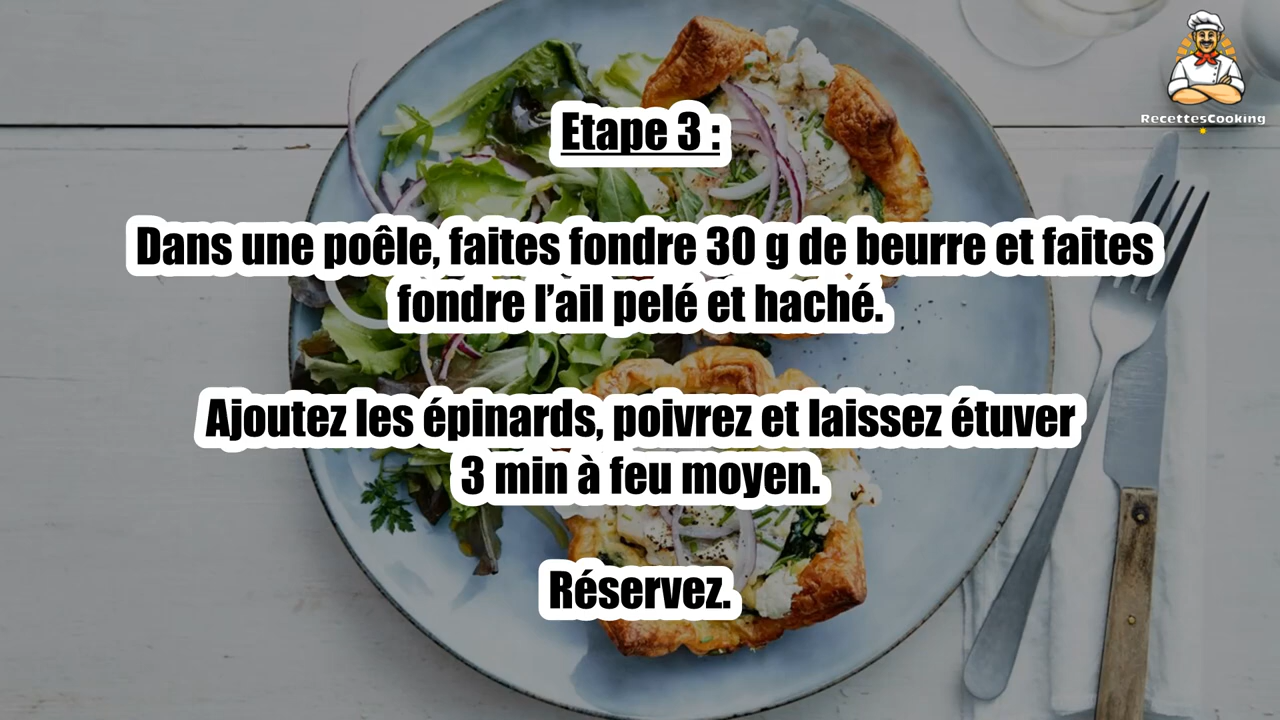 RecettesCooking
Etape 3 :
Dans une poêle, faites fondre 30 g de beurre et faites
fondre l’ail pelé et haché.
Ajoutez les épinards, poivrez et laissez étuver
3 min à feu moyen.
Réservez.